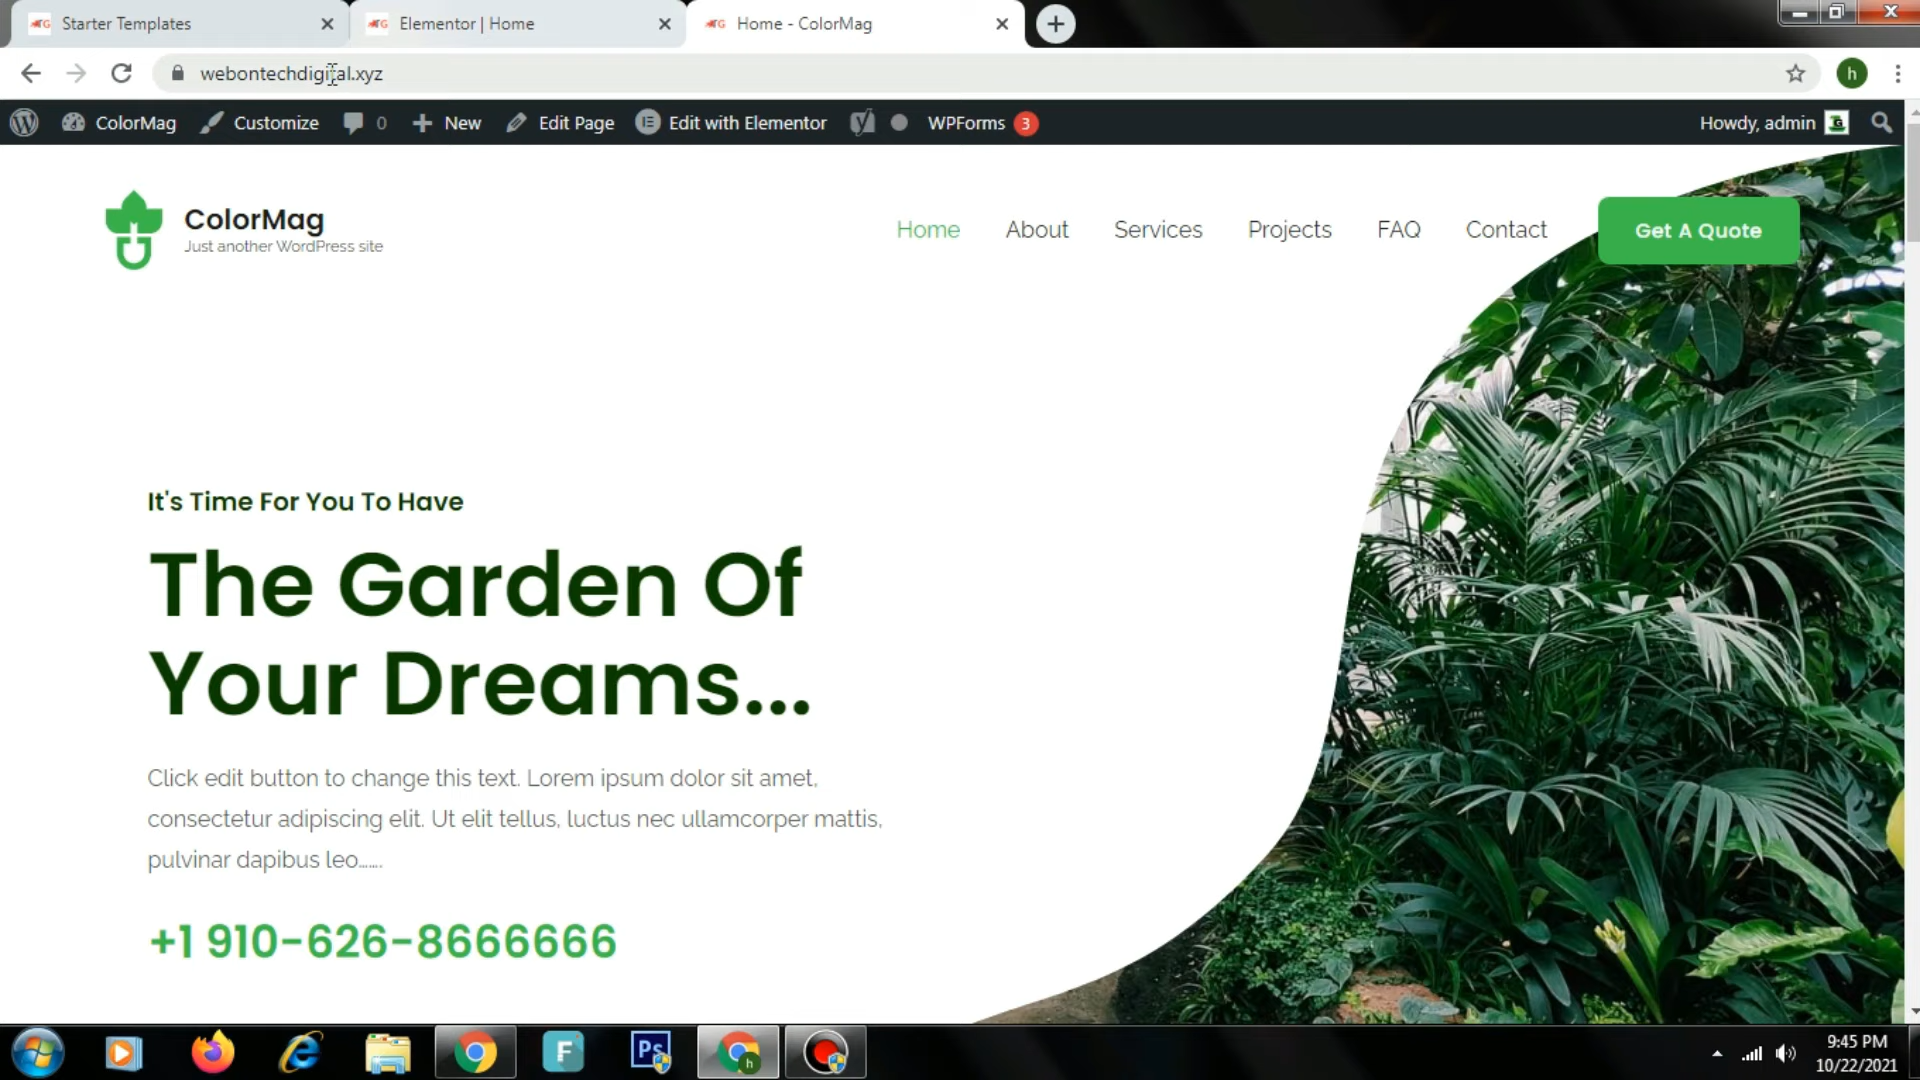 Starter Templates
Elementor | Home
Home - ColorMag
webontechdigital.xyz
h
ColorMag
Customize
0
New
Edit Page
Edit with Elementor
WPForms
3
Howdy, admin
ColorMag
Just another WordPress site
Home
About
Services
Projects
FAQ
Contact
Get A Quote
It's Time For You To Have
The Garden Of
Your Dreams...
Click edit button to change this text. Lorem ipsum dolor sit amet,
consectetur adipiscing elit. Ut elit tellus, luctus nec ullamcorper mattis,
pulvinar dapibus leo.......
+1 910-626-8666666
F
Ps
h
9:45 PM
10/22/2021